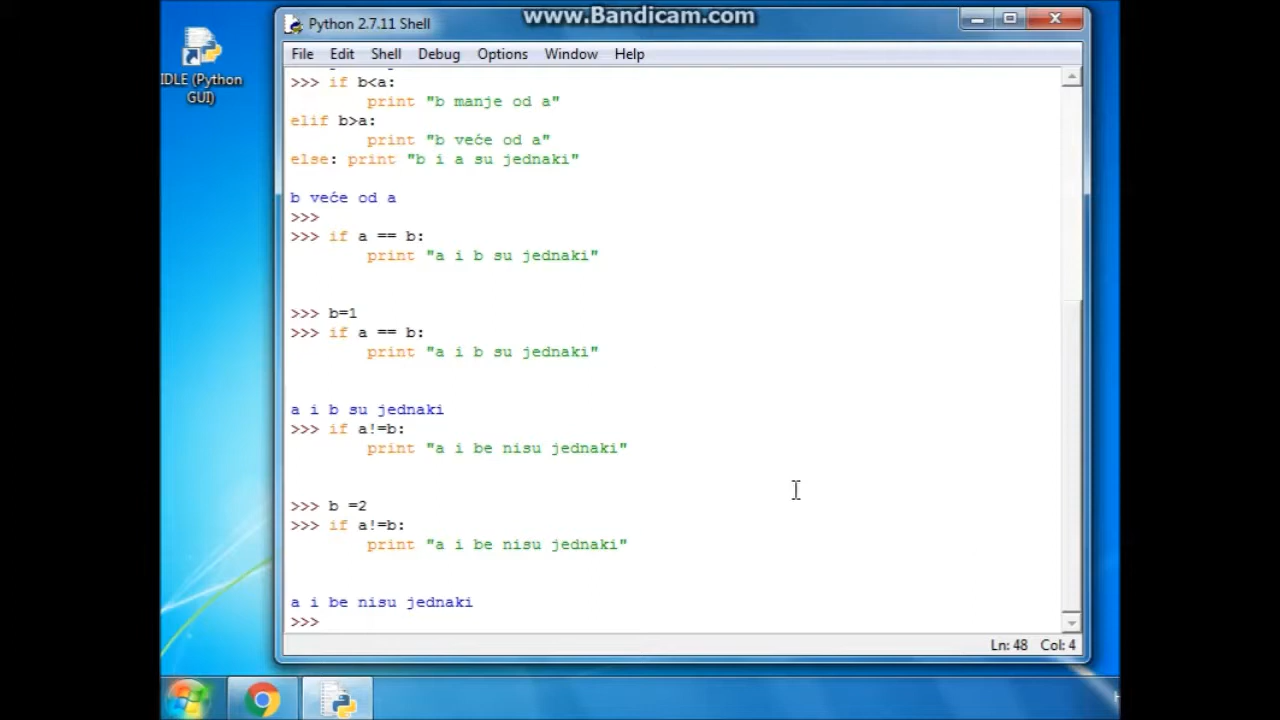 www.Bandicam.com
Python 2.7.11 Shell
IDLE (Python
GUI)
File Edit Shell Debug Options Window Help
>>> if b<a:
print "b manje od a"
elif b>a:
print "b veće od a"
else: print "b i a su jednaki"
b veće od a
>>>
>>> if a == b:
print "a i b su jednaki"
>>> b=1
>>> if a == b:
print "a i b su jednaki"
a i b su jednaki
>>> if a!=b:
print "a i be nisu jednaki"
>>> b =2
>>> if a!=b:
print "a i be nisu jednaki"
a i be nisu jednaki
>>>
Ln: 48 Col: 4